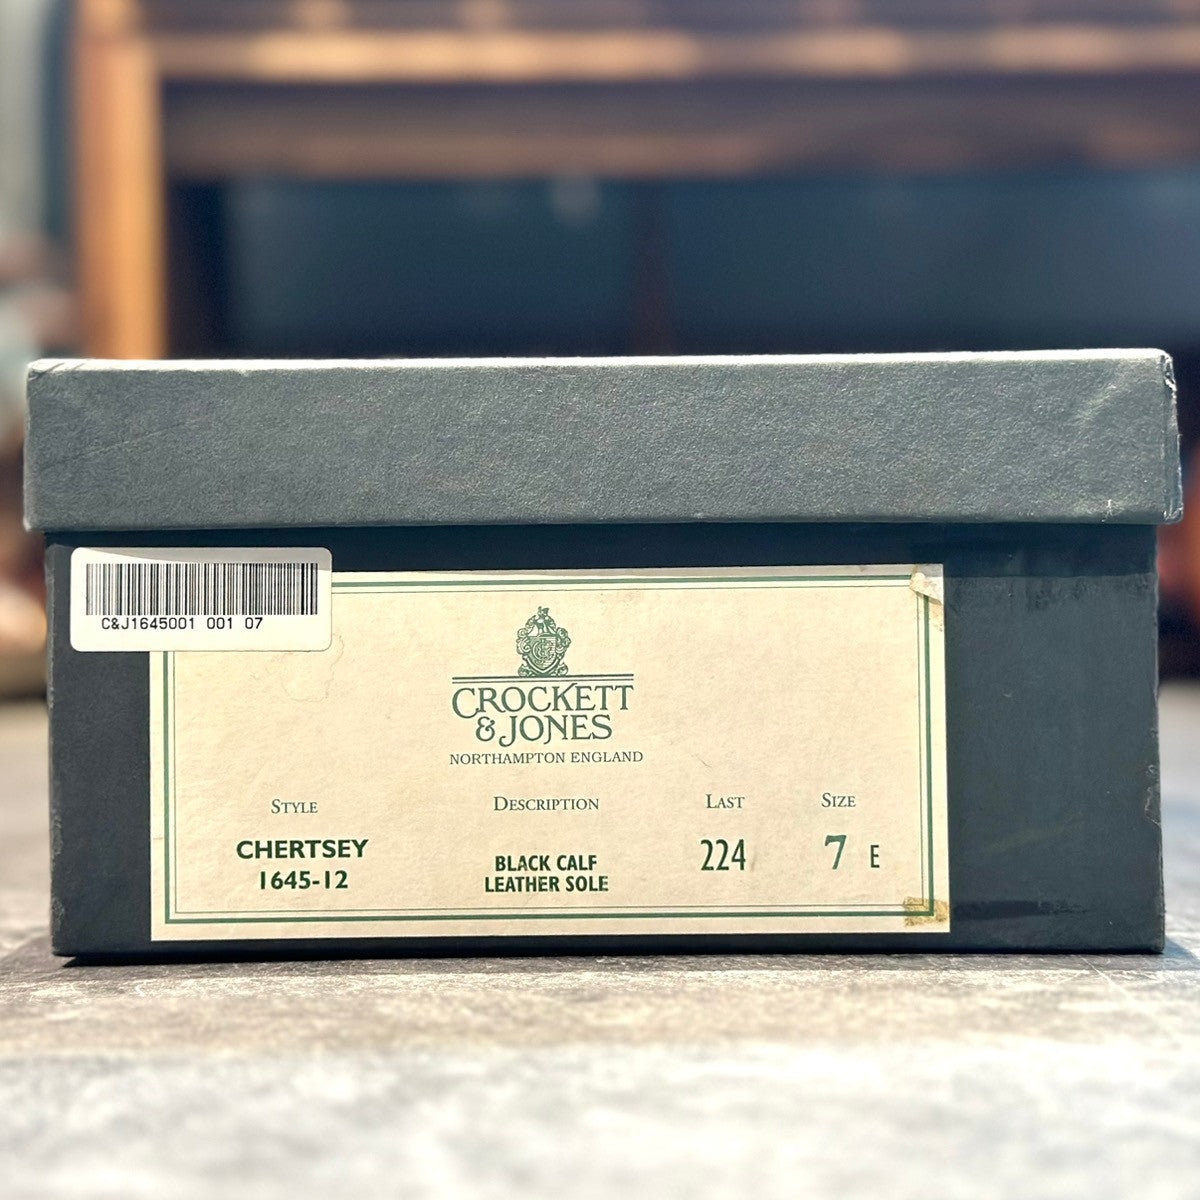 C&J1645001 001 07
CROCKETT
& JONES
NORTHAMPTON ENGLAND
STYLE DESCRIPTION LAST SIZE
CHERTSEY
1645-12
BLACK CALF
LEATHER SOLE
224 7 E